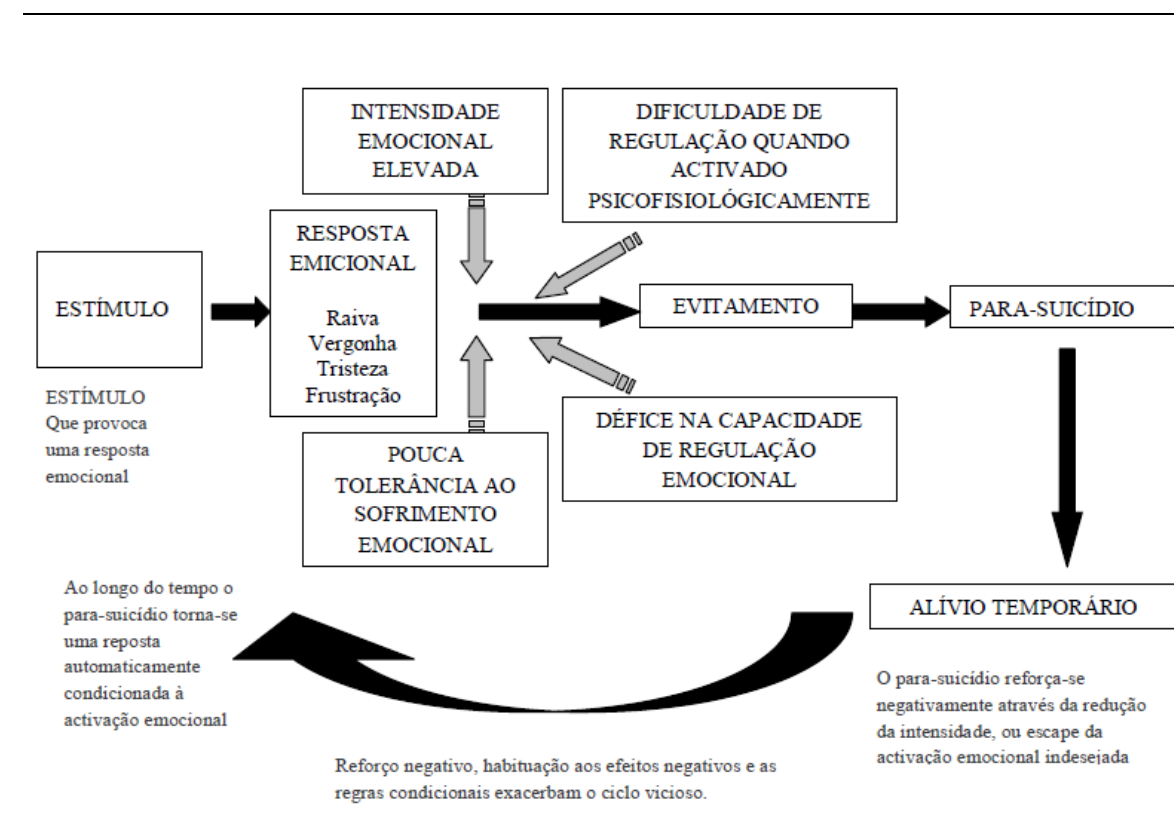 INTENSIDADE
EMOCIONAL
ELEVADA
DIFICULDADE DE
REGULAÇÃO QUANDO
ACTIVADO
PSICOFISIOLÓGICAMENTE
RESPOSTA
EMICIONAL
Raiva
Vergonha
Tristeza
Frustração
ESTÍMULO
EVITAMENTO
PARA-SUICÍDIO
ESTÍMULO
Que provoca
uma resposta
emocional
POUCA
TOLERÂNCIA AO
SOFRIMENTO
EMOCIONAL
DÉFICE NA CAPACIDADE
DE REGULAÇÃO
EMOCIONAL
ALÍVIO TEMPORÁRIO
Ao longo do tempo o
para-suicídio torna-se
uma reposta
automaticamente
condicionada à
activação emocional
O para-suicídio reforça-se
negativamente através da redução
da intensidade, ou escape da
activação emocional indesejada
Reforço negativo, habituação aos efeitos negativos e as
regras condicionais exacerbam o ciclo vicioso.